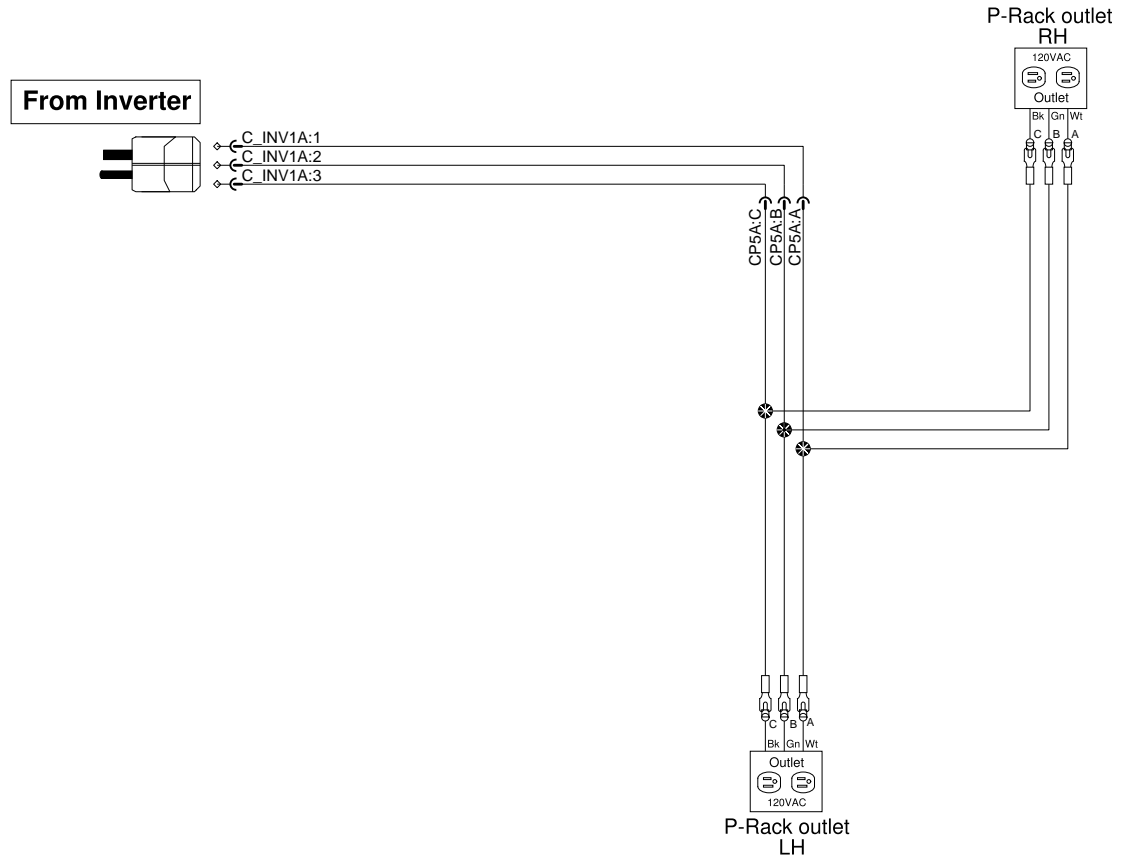 P-Rack outlet
RH
120VAC
Outlet
Bk Gn Wt
C B A
From Inverter
C_INV1A:1
C_INV1A:2
C_INV1A:3
CP5A:C
CP5A:B
CP5A:A
C B A
Bk Gn Wt
Outlet
120VAC
P-Rack outlet
LH